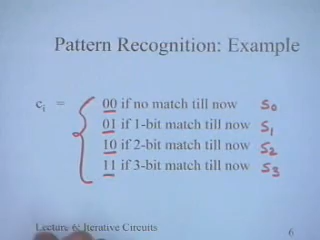 Pattern Recognition: Example
cᵢ = 00 if no match till now S₀
01 if 1-bit match till now S₁
10 if 2-bit match till now S₂
11 if 3-bit match till now S₃
Lecture 6: Iterative Circuits 6